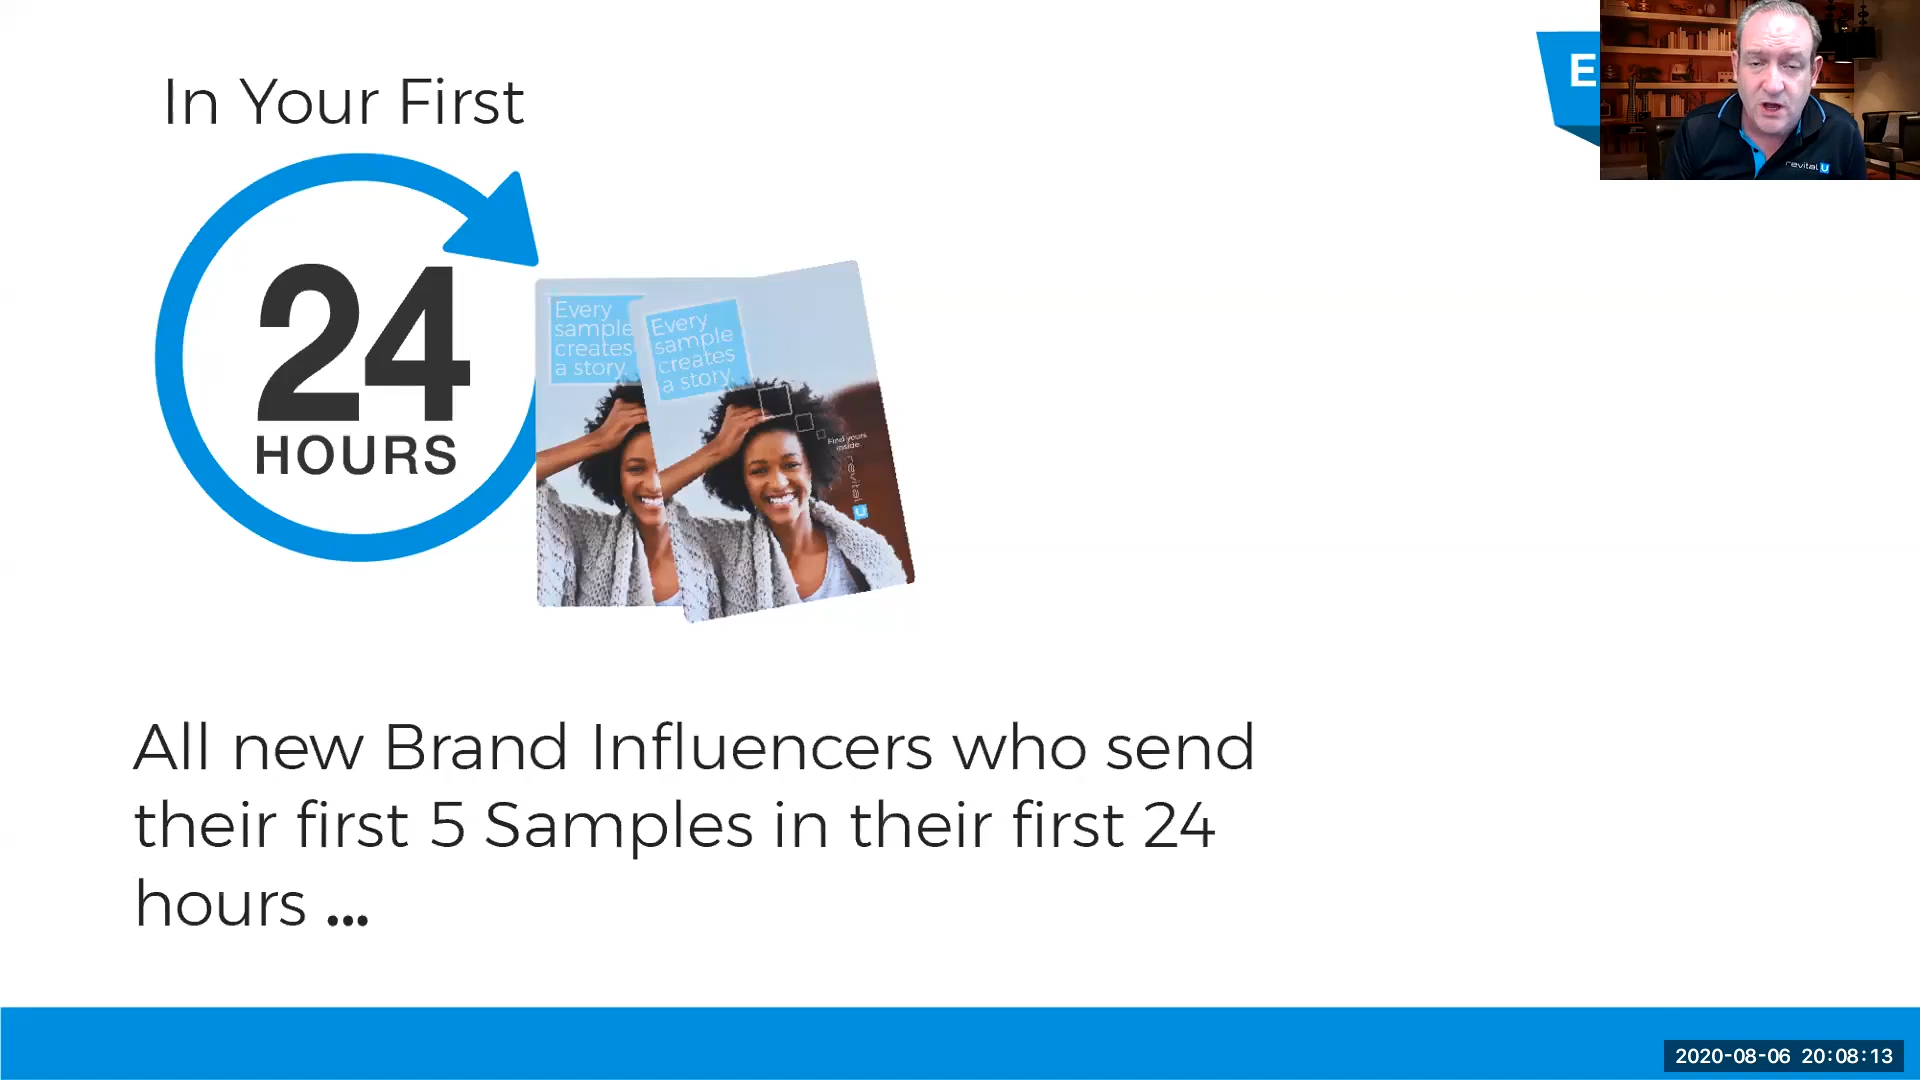 In Your First
E
revital U
24
HOURS
Every
sample
creates
a story
Every
sample
creates
a story
Find yours
inside.
revital
U
All new Brand Influencers who send
their first 5 Samples in their first 24
hours ...
2020-08-06 20:08:13